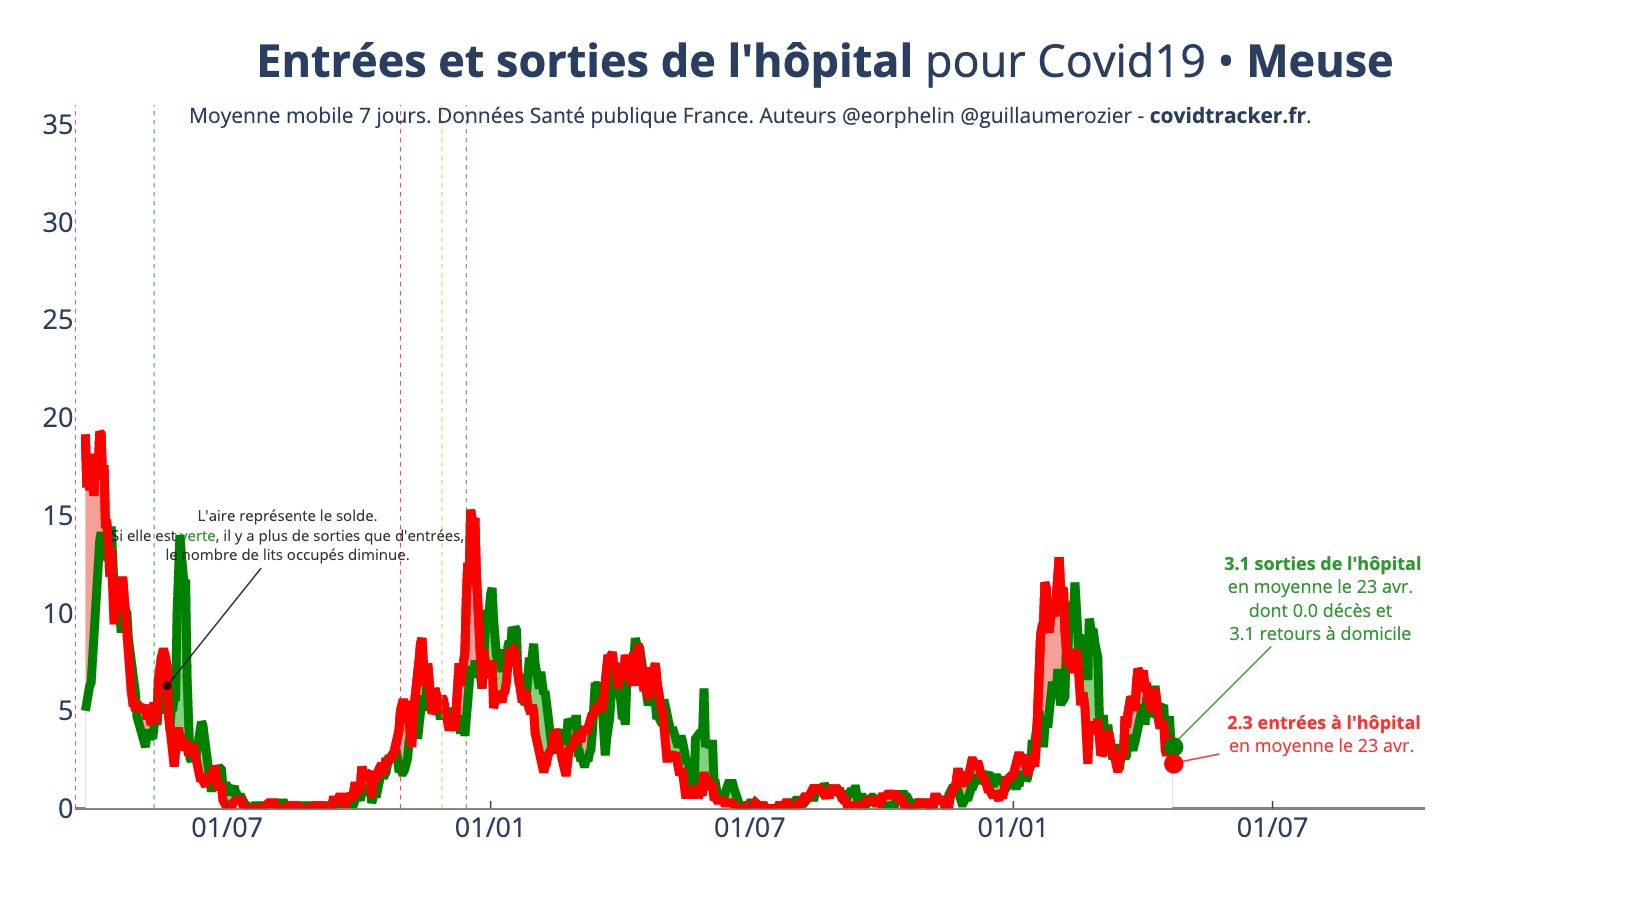 Entrées et sorties de l'hôpital pour Covid19 • Meuse
Moyenne mobile 7 jours. Données Santé publique France. Auteurs @eorphelin @guillaumerozier - covidtracker.fr.
35
30
25
20
15
10
5
0
L'aire représente le solde.
Si elle est verte, il y a plus de sorties que d'entrées,
le nombre de lits occupés diminue.
3.1 sorties de l'hôpital
en moyenne le 23 avr.
dont 0.0 décès et
3.1 retours à domicile
2.3 entrées à l'hôpital
en moyenne le 23 avr.
01/07
01/01
01/07
01/01
01/07